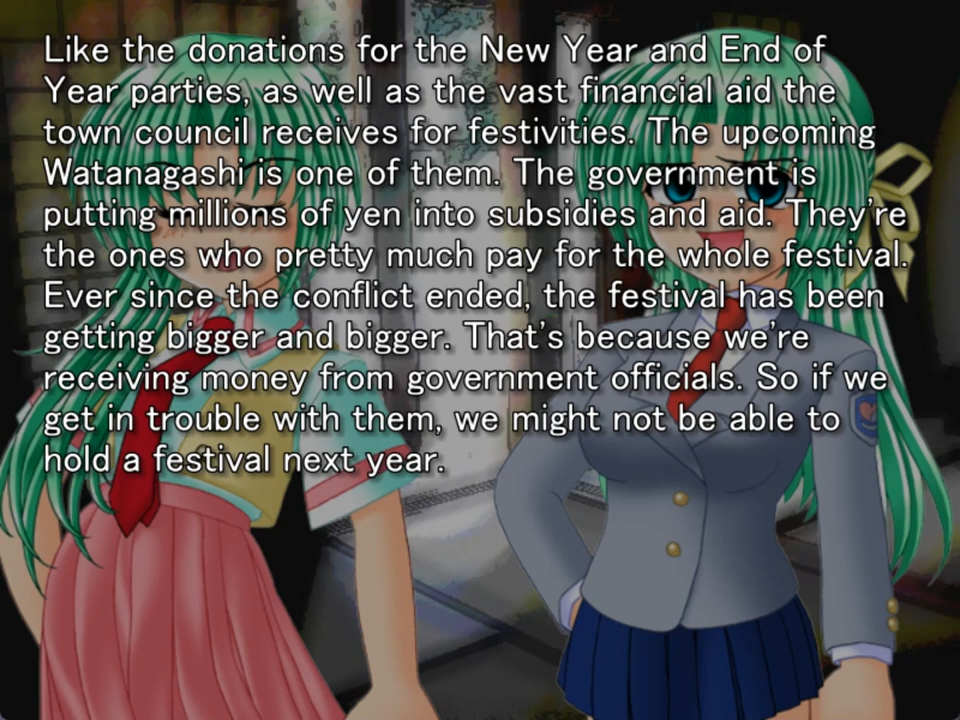 Like the donations for the New Year and End of
Year parties, as well as the vast financial aid the
town council receives for festivities. The upcoming
Watanagashi is one of them. The government is
putting millions of yen into subsidies and aid. They're
the ones who pretty much pay for the whole festival.
Ever since the conflict ended, the festival has been
getting bigger and bigger. That's because we're
receiving money from government officials. So if we
get in trouble with them, we might not be able to
hold a festival next year.